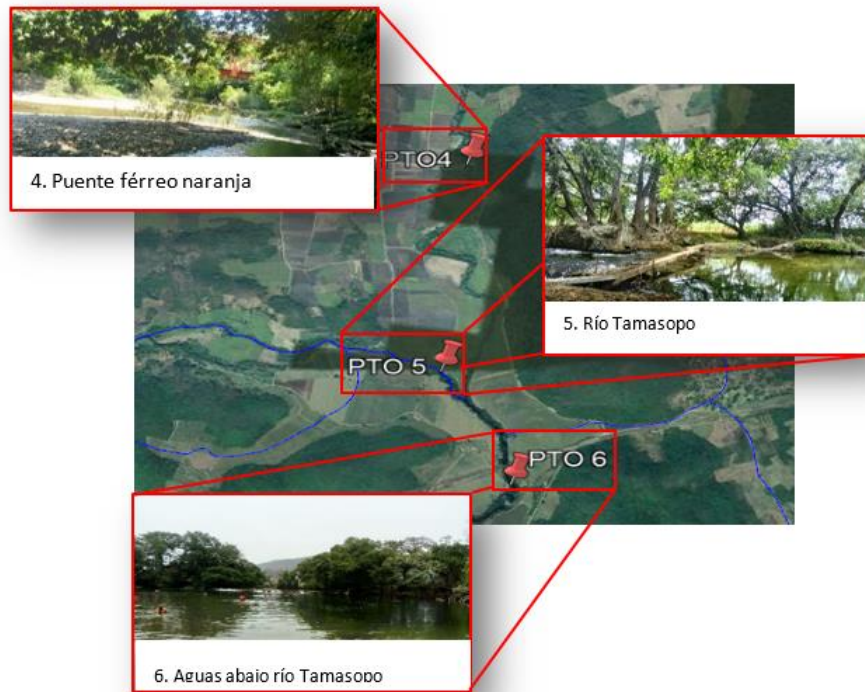 4. Puente férreo naranja
PTO4
5. Río Tamasopo
PTO 5
PTO 6
6. Aguas abajo río Tamasopo